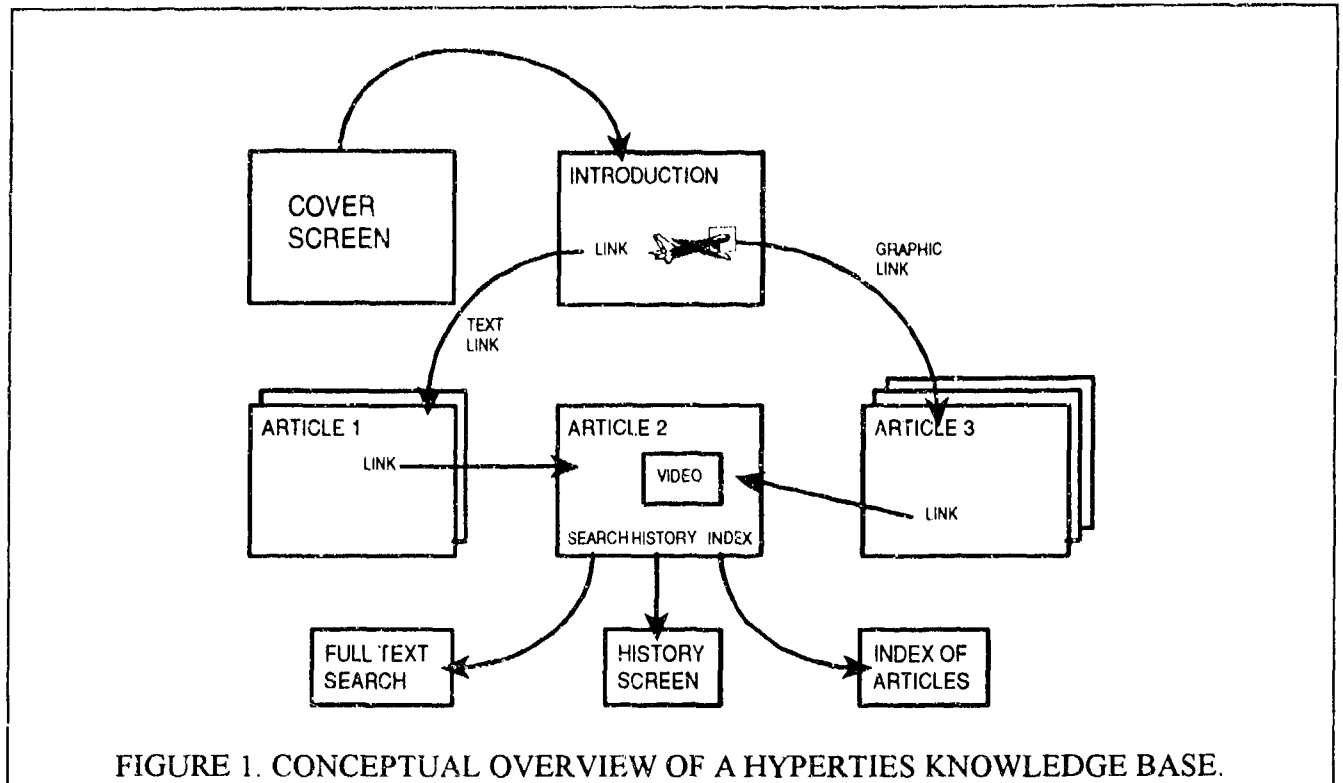 COVER
SCREEN
INTRODUCTION
LINK
GRAPHIC
LINK
TEXT
LINK
ARTICLE 1
LINK
ARTICLE 2
VIDEO
SEARCH HISTORY INDEX
ARTICLE 3
LINK
FULL TEXT
SEARCH
HISTORY
SCREEN
INDEX OF
ARTICLES
FIGURE 1. CONCEPTUAL OVERVIEW OF A HYPERTIES KNOWLEDGE BASE.